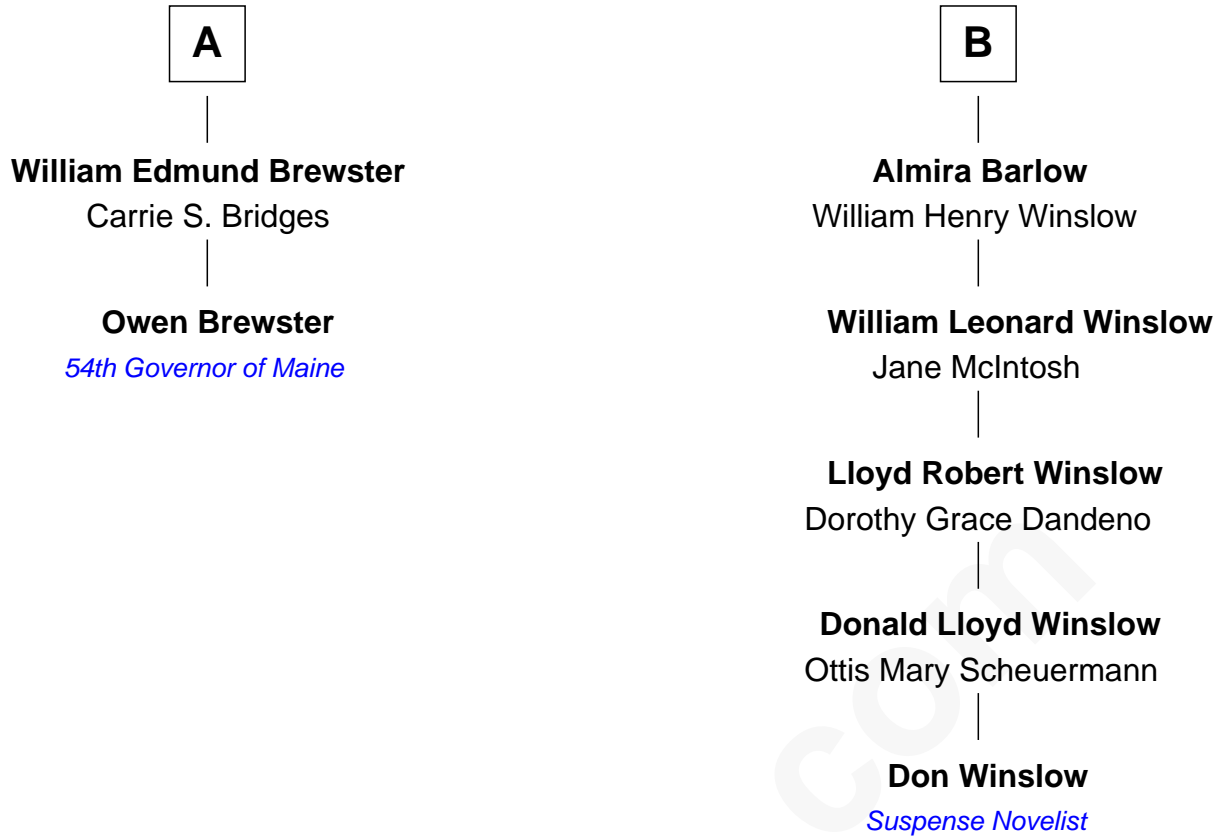 A
William Edmund Brewster
Carrie S. Bridges
Owen Brewster
54th Governor of Maine
B
Almira Barlow
William Henry Winslow
William Leonard Winslow
Jane McIntosh
Lloyd Robert Winslow
Dorothy Grace Dandeno
Donald Lloyd Winslow
Ottis Mary Scheuermann
Don Winslow
Suspense Novelist
com